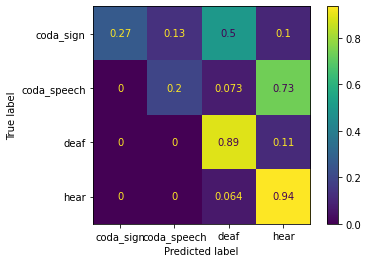 coda_sign 0.27 0.13 0.5 0.1
coda_speech 0 0.2 0.073 0.73
deaf 0 0 0.89 0.11
hear 0 0 0.064 0.94
coda_sign coda_speech deaf hear
Predicted label
True label
0.8
0.6
0.4
0.2
0.0